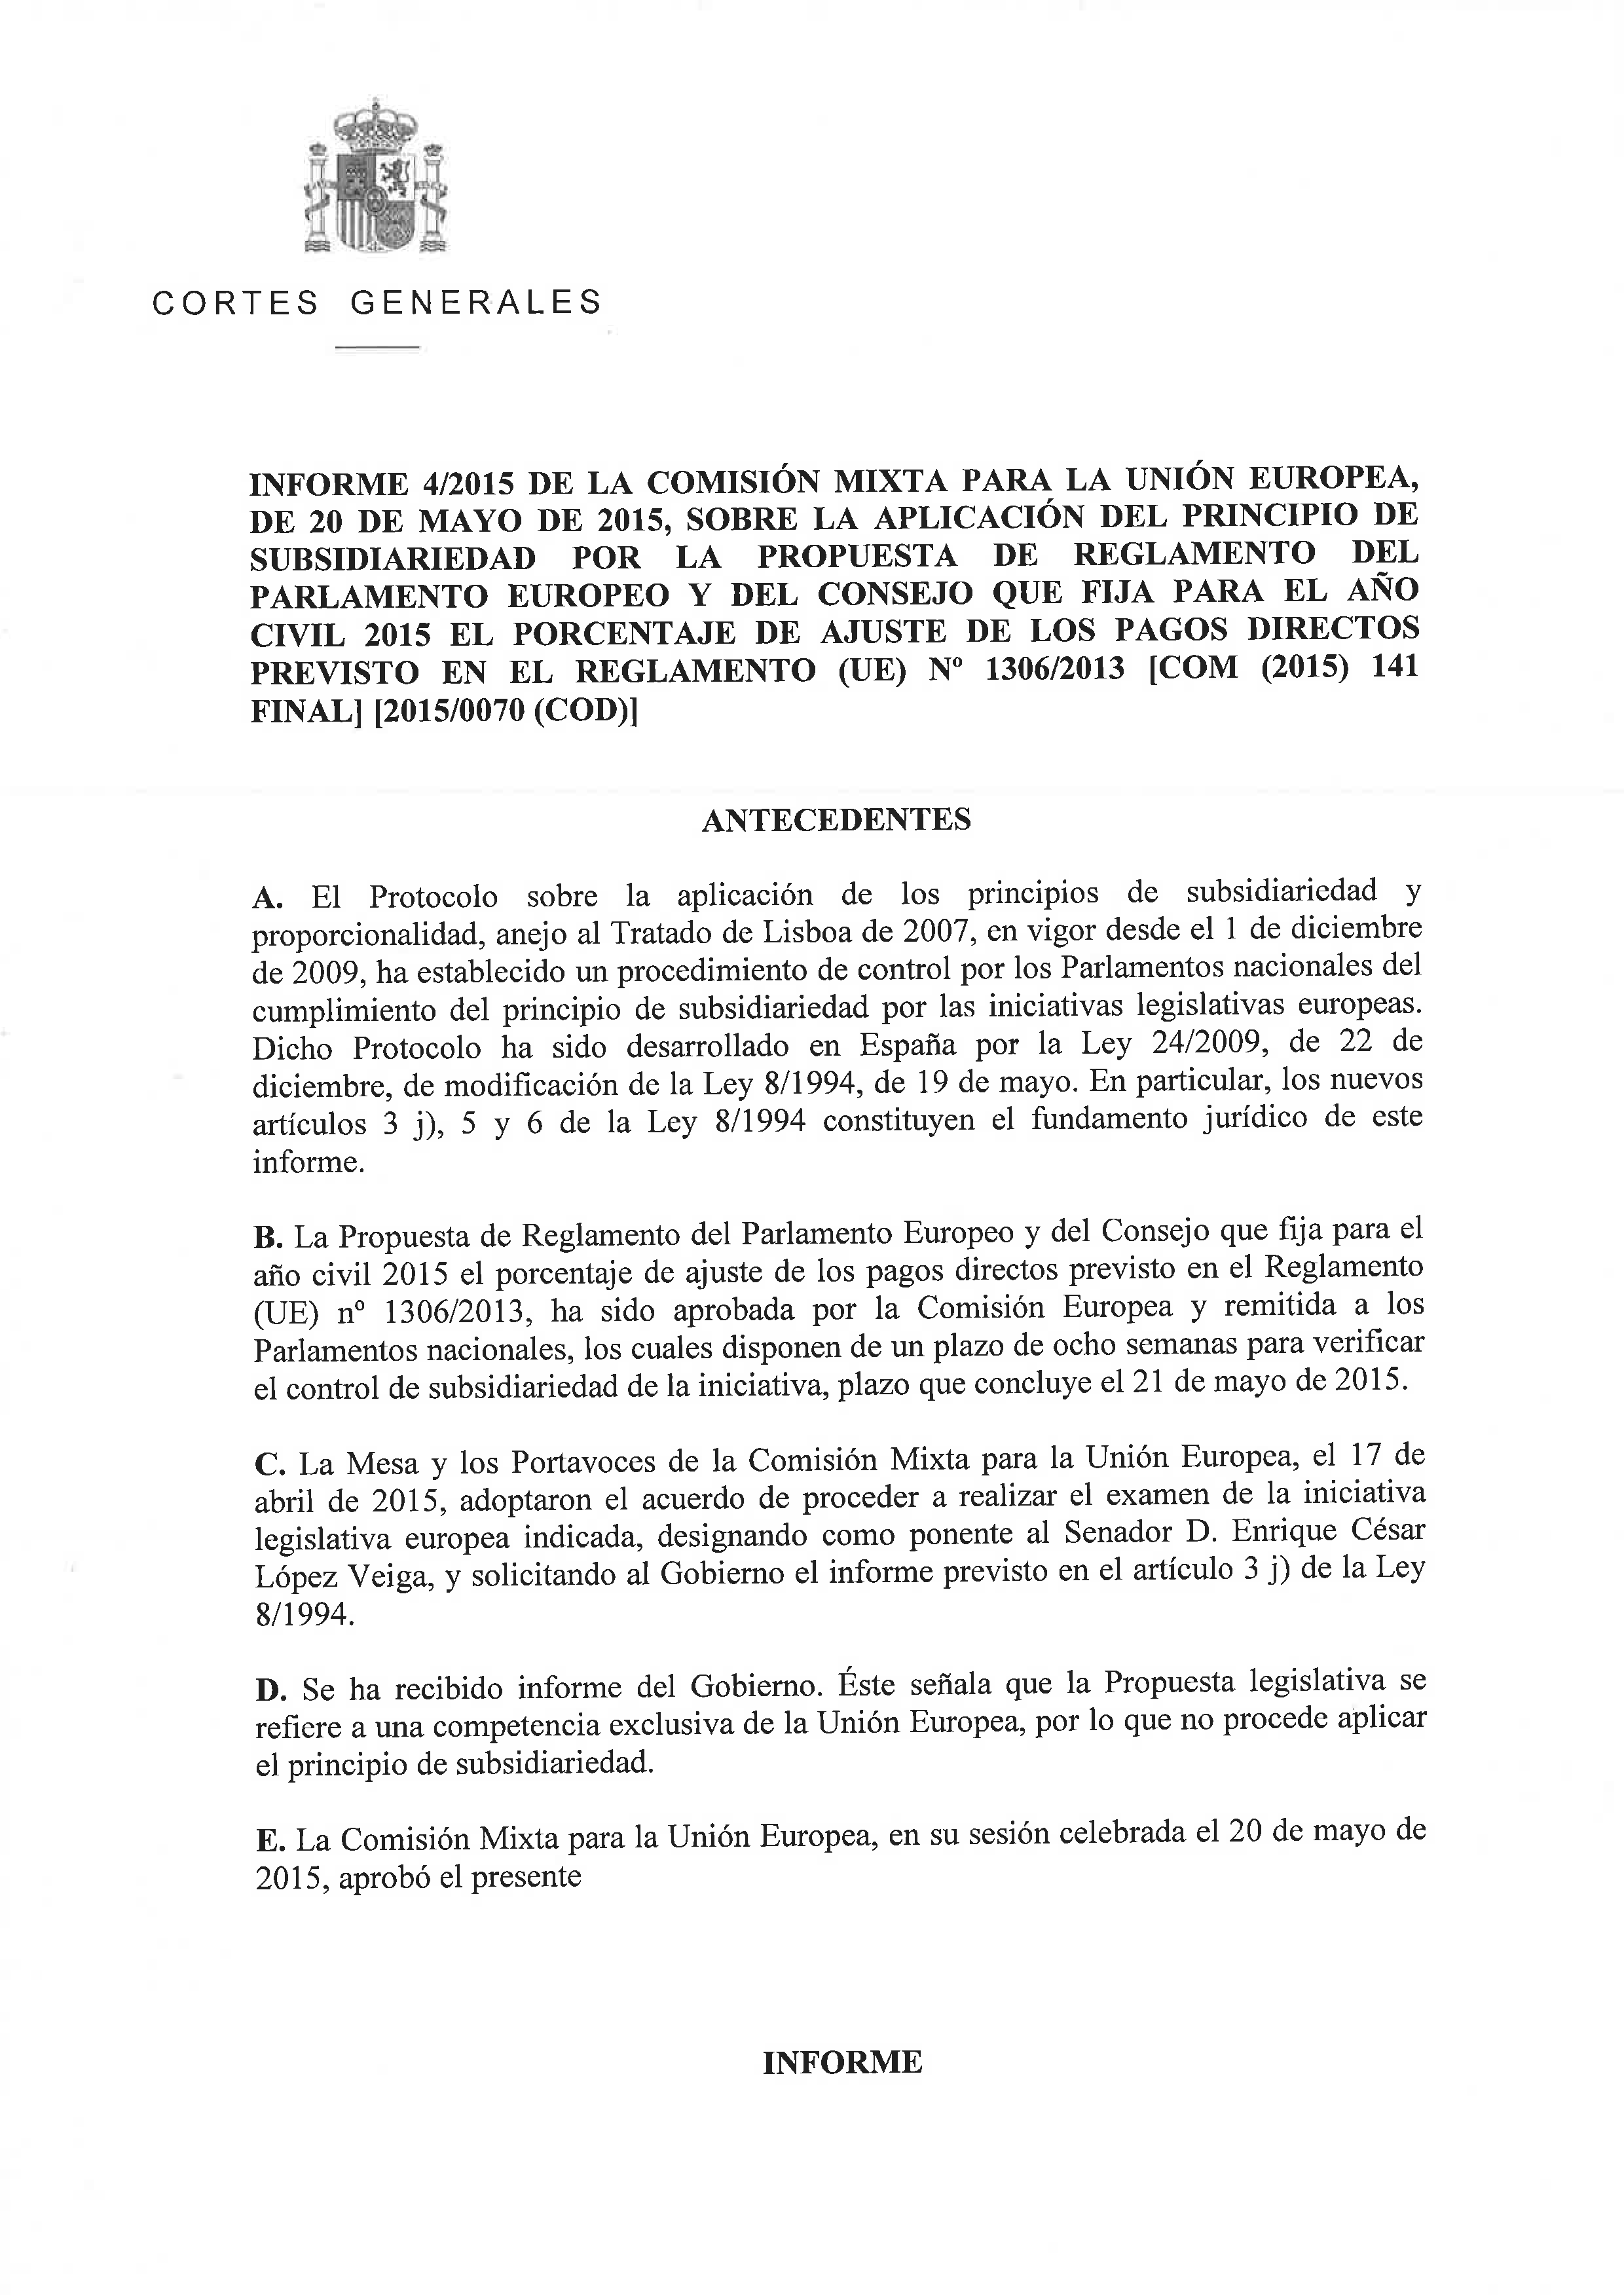 CORTES GENERALES
INFORME 4/2015 DE LA COMISIÓN MIXTA PARA LA UNIÓN EUROPEA,
DE 20 DE MAYO DE 2015, SOBRE LA APLICACIÓN DEL PRINCIPIO DE
SUBSIDIARIEDAD POR LA PROPUESTA DE REGLAMENTO DEL
PARLAMENTO EUROPEO Y DEL CONSEJO QUE FIJA PARA EL AÑO
CIVIL 2015 EL PORCENTAJE DE AJUSTE DE LOS PAGOS DIRECTOS
PREVISTO EN EL REGLAMENTO (UE) Nº 1306/2013 [COM (2015) 141
FINAL] [2015/0070 (COD)]
ANTECEDENTES
A. El Protocolo sobre la aplicación de los principios de subsidiariedad y
proporcionalidad, anejo al Tratado de Lisboa de 2007, en vigor desde el 1 de diciembre
de 2009, ha establecido un procedimiento de control por los Parlamentos nacionales del
cumplimiento del principio de subsidiariedad por las iniciativas legislativas europeas.
Dicho Protocolo ha sido desarrollado en España por la Ley 24/2009, de 22 de
diciembre, de modificación de la Ley 8/1994, de 19 de mayo. En particular, los nuevos
artículos 3 j), 5 y 6 de la Ley 8/1994 constituyen el fundamento jurídico de este
informe.
B. La Propuesta de Reglamento del Parlamento Europeo y del Consejo que fija para el
año civil 2015 el porcentaje de ajuste de los pagos directos previsto en el Reglamento
(UE) nº 1306/2013, ha sido aprobada por la Comisión Europea y remitida a los
Parlamentos nacionales, los cuales disponen de un plazo de ocho semanas para verificar
el control de subsidiariedad de la iniciativa, plazo que concluye el 21 de mayo de 2015.
C. La Mesa y los Portavoces de la Comisión Mixta para la Unión Europea, el 17 de
abril de 2015, adoptaron el acuerdo de proceder a realizar el examen de la iniciativa
legislativa europea indicada, designando como ponente al Senador D. Enrique César
López Veiga, y solicitando al Gobierno el informe previsto en el artículo 3 j) de la Ley
8/1994.
D. Se ha recibido informe del Gobierno. Éste señala que la Propuesta legislativa se
refiere a una competencia exclusiva de la Unión Europea, por lo que no procede aplicar
el principio de subsidiariedad.
E. La Comisión Mixta para la Unión Europea, en su sesión celebrada el 20 de mayo de
2015, aprobó el presente
INFORME